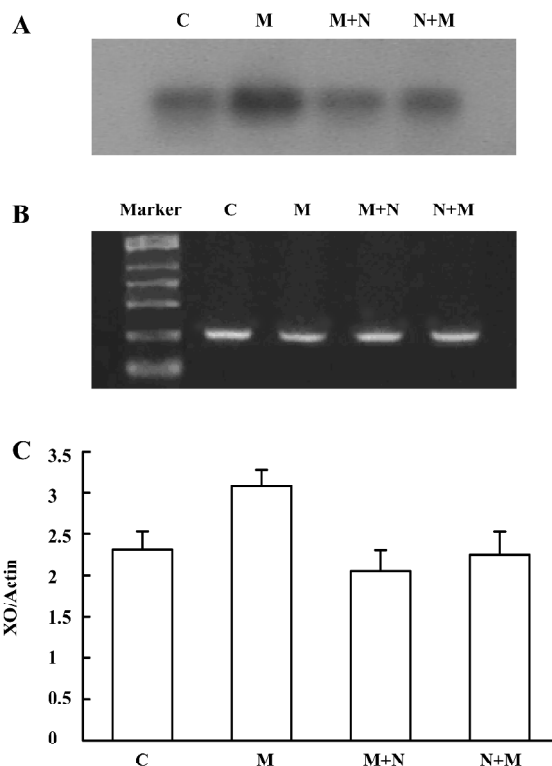 A
C M M+N N+M
B
Marker C M M+N N+M
C
3.5
3
2.5
2
1.5
1
0.5
0
XO/Actin
C M M+N N+M